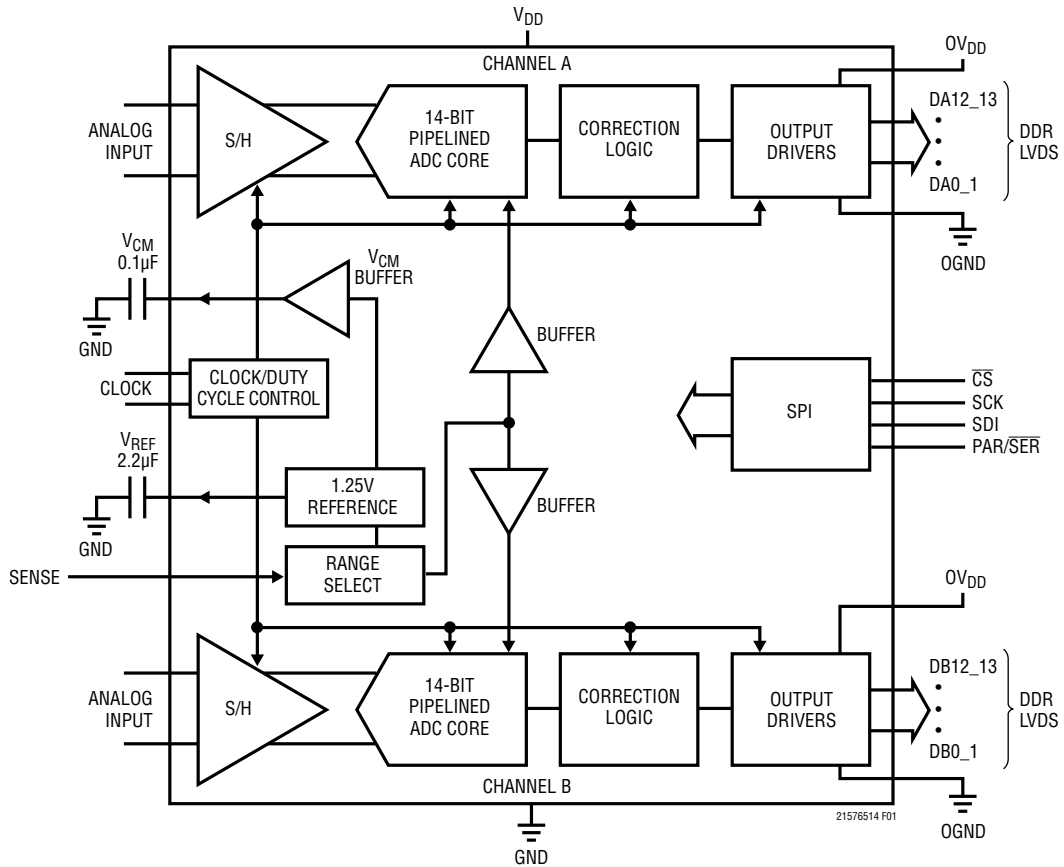 VDD
CHANNEL A
OVDD
ANALOG
INPUT
S/H
14-BIT
PIPELINED
ADC CORE
CORRECTION
LOGIC
OUTPUT
DRIVERS
DA12_13
•
•
•
DA0_1
DDR
LVDS
OGND
VCM
0.1µF
GND
VCM
BUFFER
BUFFER
CLOCK
CLOCK/DUTY
CYCLE CONTROL
SPI
CS
SCK
SDI
PAR/SER
VREF
2.2µF
GND
1.25V
REFERENCE
BUFFER
SENSE
RANGE
SELECT
OVDD
ANALOG
INPUT
S/H
14-BIT
PIPELINED
ADC CORE
CORRECTION
LOGIC
OUTPUT
DRIVERS
DB12_13
•
•
•
DB0_1
DDR
LVDS
CHANNEL B
OGND
GND
21576514 F01